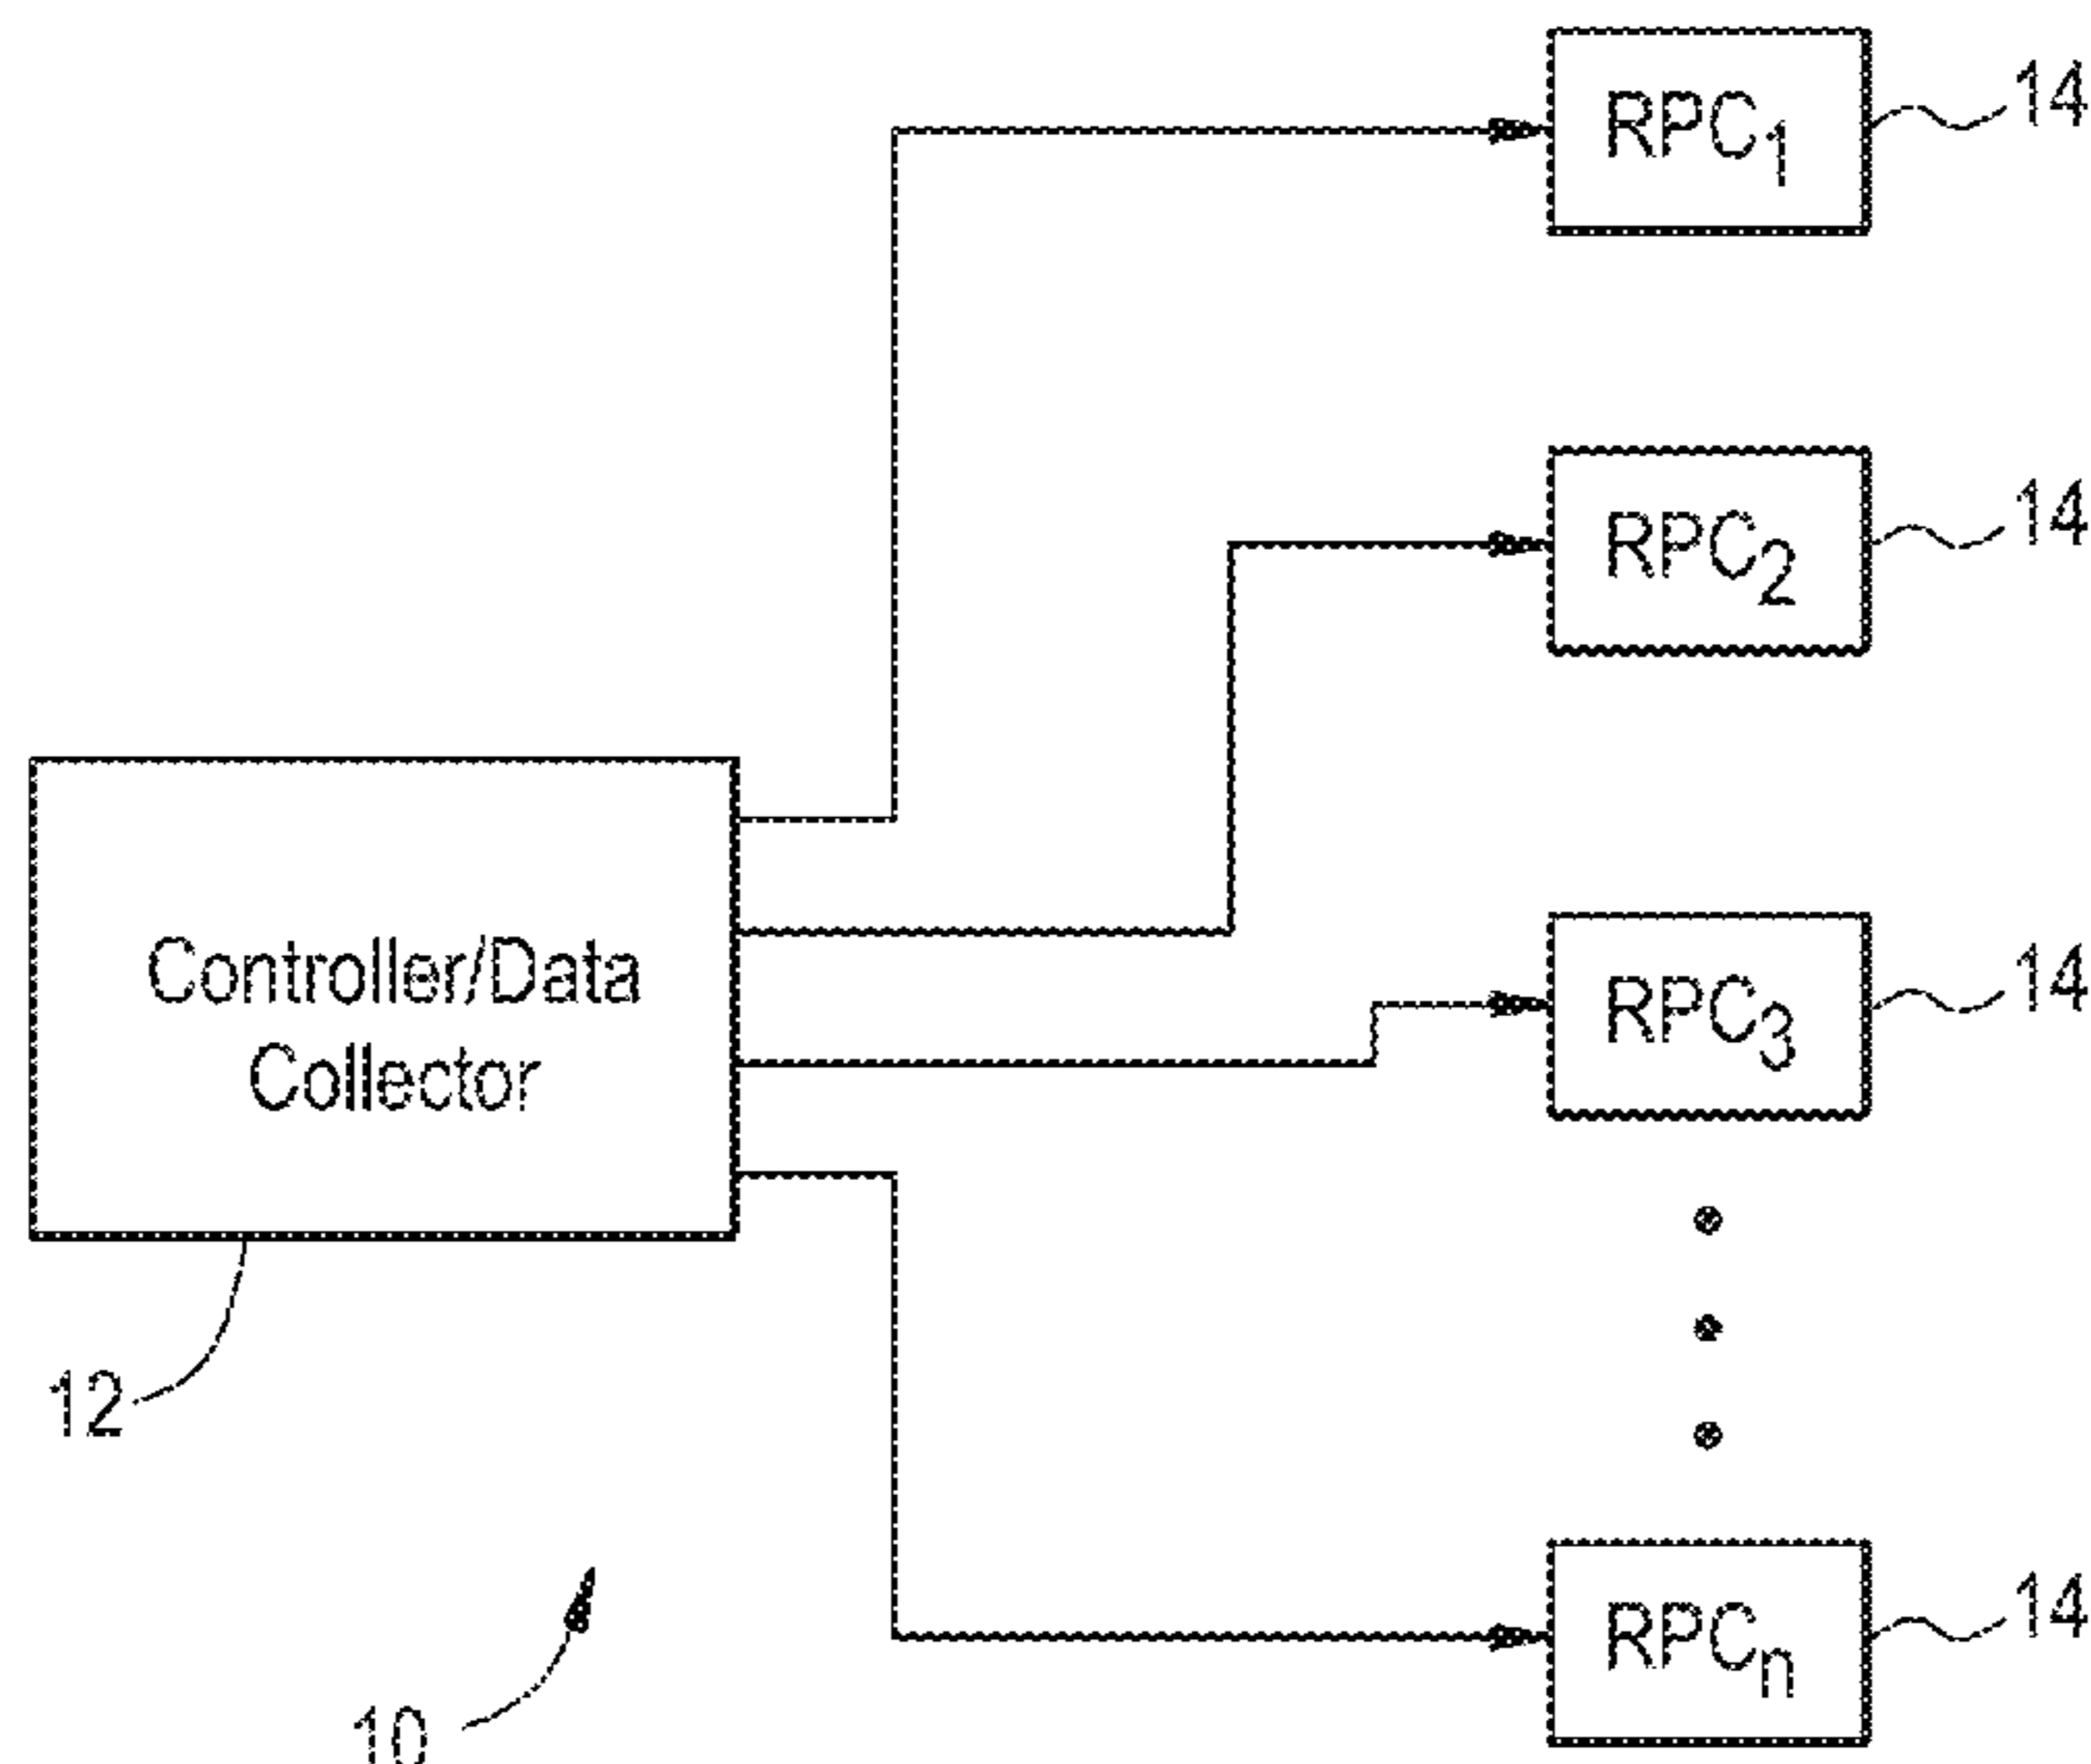 RPC1
14
RPC2
14
Controller/Data
Collector
RPC3
14
12
RPCn
14
10